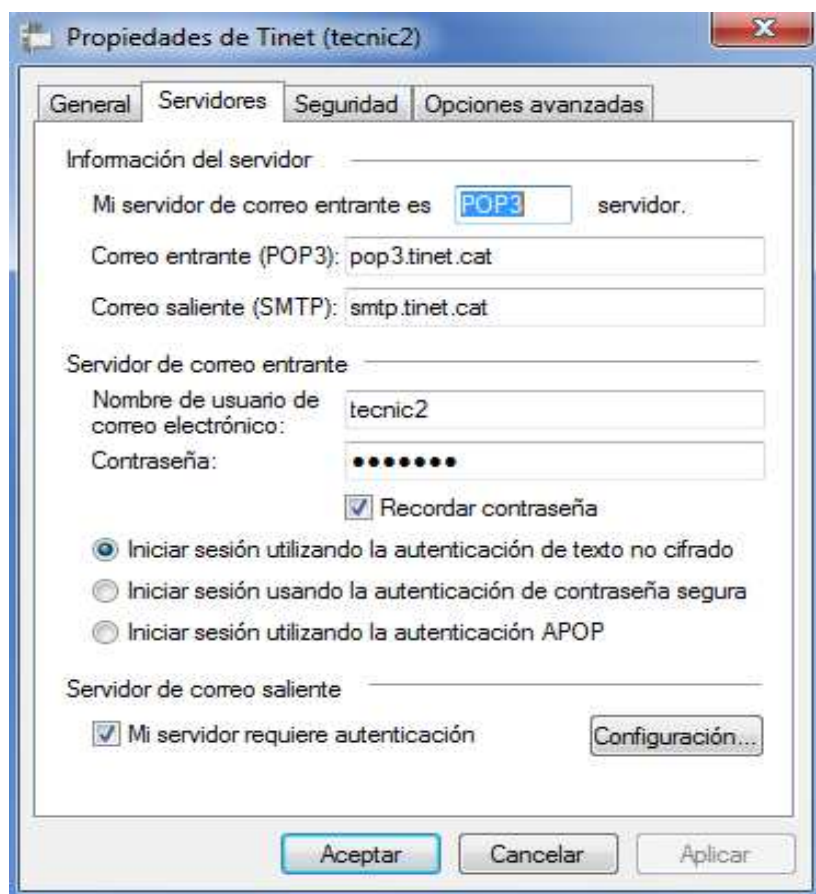 Propiedades de Tinet (tecnic2)
General Servidores Seguridad Opciones avanzadas
Información del servidor
Mi servidor de correo entrante es POP3 servidor.
Correo entrante (POP3): pop3.tinet.cat
Correo saliente (SMTP): smtp.tinet.cat
Servidor de correo entrante
Nombre de usuario de
correo electrónico: tecnic2
Contraseña: ●●●●●●●
Recordar contraseña
Iniciar sesión utilizando la autenticación de texto no cifrado
Iniciar sesión usando la autenticación de contraseña segura
Iniciar sesión utilizando la autenticación APOP
Servidor de correo saliente
Mi servidor requiere autenticación Configuración...
Aceptar Cancelar Aplicar